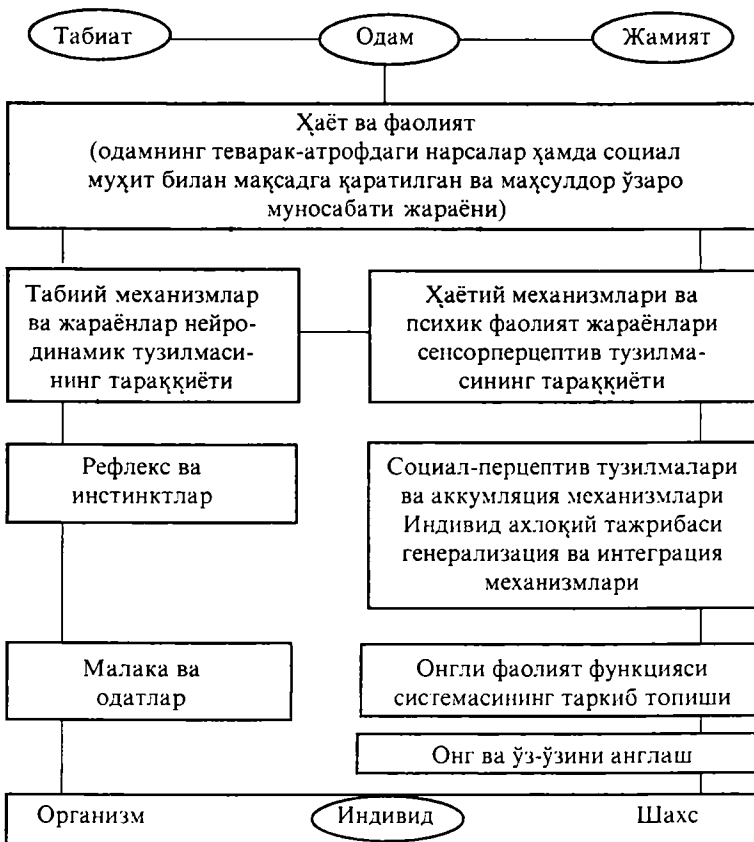 Табиат Одам Жамият
Ҳаёт ва фаолият
(одамнинг теварак-атрофдаги нарсалар ҳамда социал
муҳит билан мақсадга қаратилган ва маҳсулдор ўзаро
муносабати жараёни)
Табиий механизмлар
ва жараёнлар нейро-
динамик тузилмаси-
нинг тараққиёти
Ҳаётий механизмлари ва
психик фаолият жараёнлари
сенсорперцептив тузилма-
сининг тараққиёти
Рефлекс ва
инстинктлар
Социал-перцептив тузилмалари
ва аккумляция механизмлари
Индивид ахлоқий тажрибаси
генерализация ва интеграция
механизмлари
Малака ва
одатлар
Онгли фаолият функцияси
системасининг таркиб топиши
Онг ва ўз-ўзини англаш
Организм Индивид Шахс